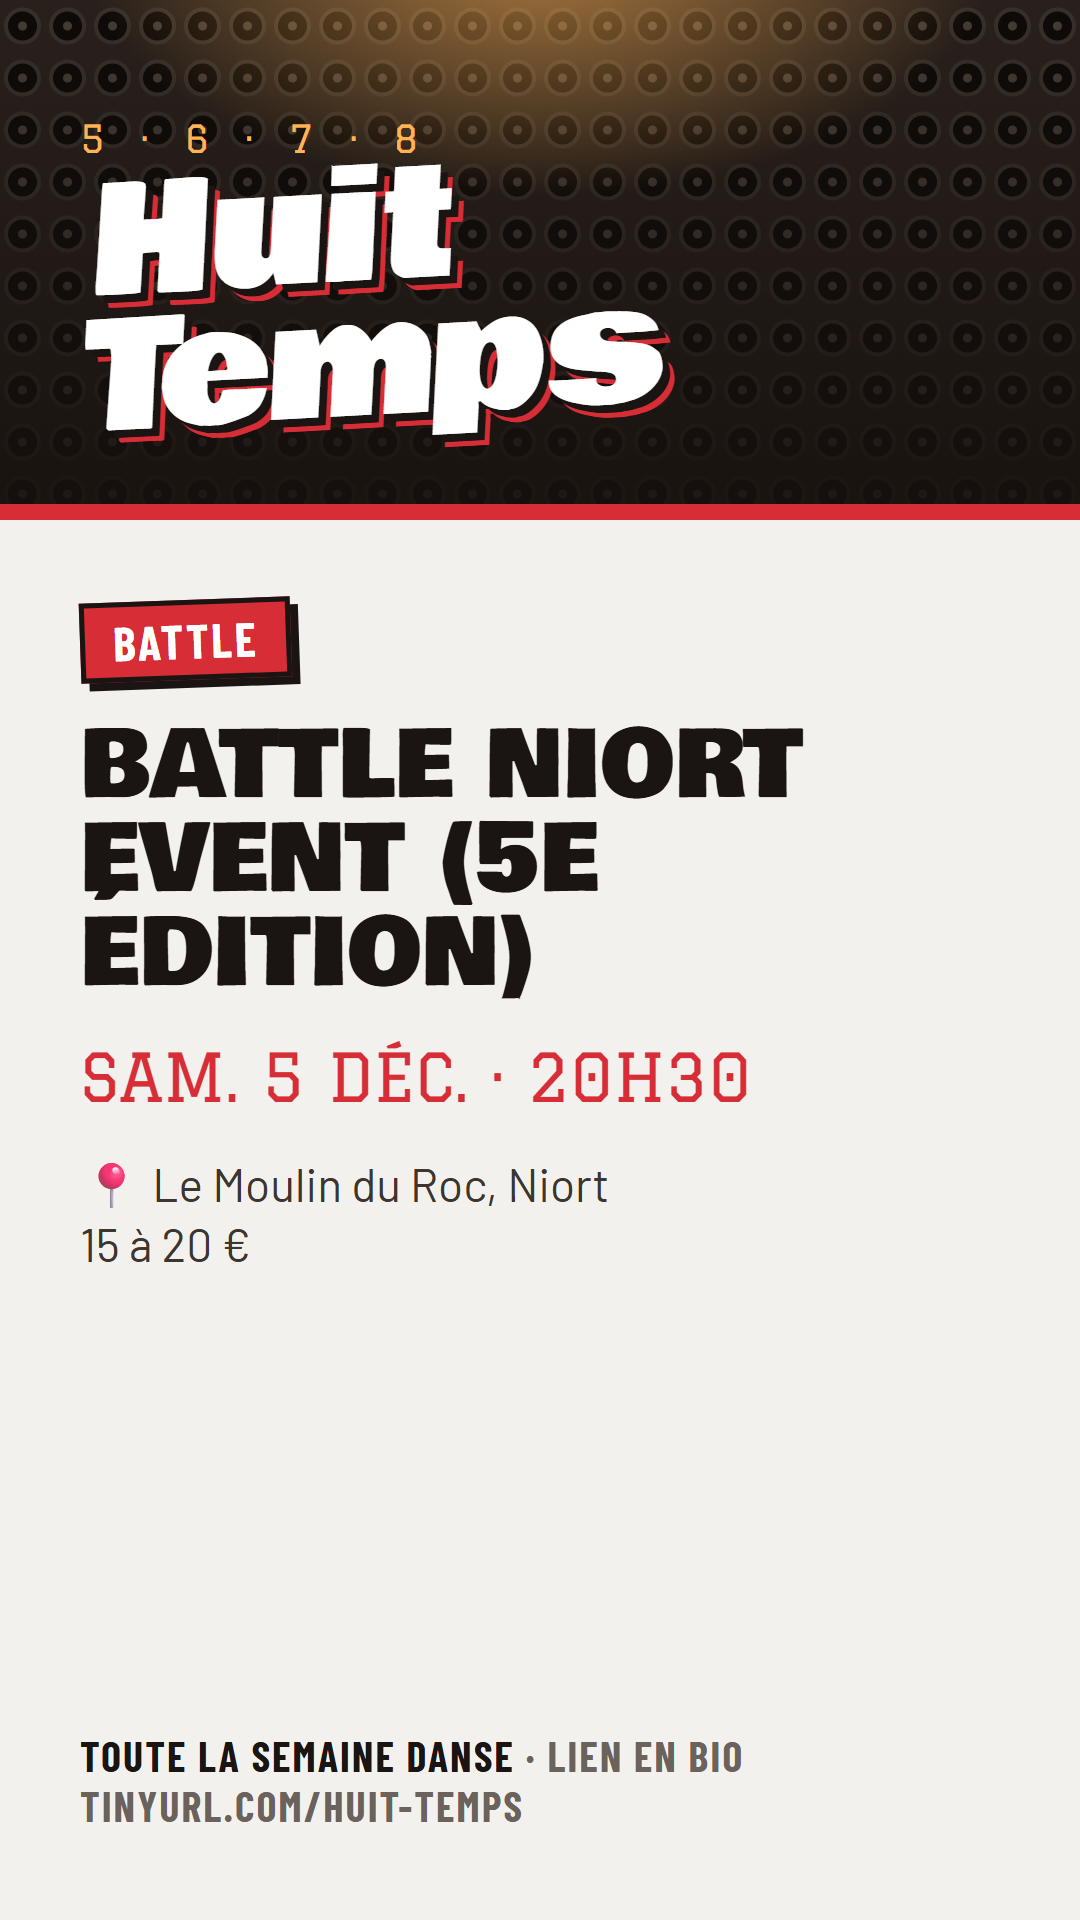 5 · 6 · 7 · 8
Huit
Temps
BATTLE
BATTLE NIORT
EVENT (5E
ÉDITION)
SAM. 5 DÉC. · 20H30
📍 Le Moulin du Roc, Niort
15 à 20 €
TOUTE LA SEMAINE DANSE · LIEN EN BIO
TINYURL.COM/HUIT-TEMPS